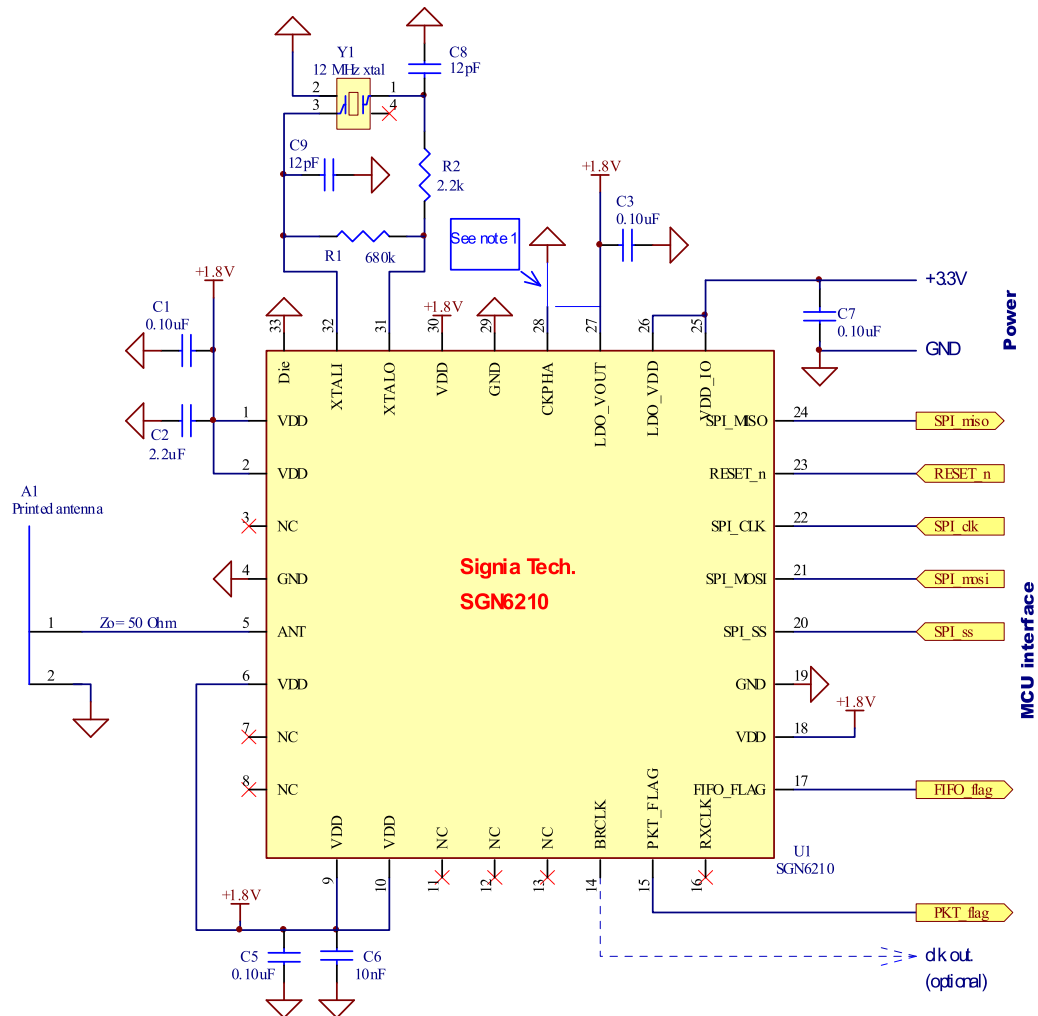 Y1
12 MHz xtal
2
1
3
4
C8
12pF
C9
12pF
R2
2.2k
R1
680k
See note 1
+1.8V
C3
0.10uF
+1.8V
C1
0.10uF
C2
2.2uF
+1.8V
+3.3V
C7
0.10uF
GND
Power
33
32
31
30
29
28
27
26
25
Die
XTALI
XTALO
VDD
GND
CKPHA
LDO_VOUT
LDO_VDD
VDD_IO
1
VDD
SPI_MISO
24
SPI_miso
2
VDD
RESET_n
23
RESET_n
A1
Printed antenna
3
NC
SPI_CLK
22
SPI_clk
Signia Tech.
SGN6210
4
GND
SPI_MOSI
21
SPI_mosi
1
Zo= 50 Ohm
5
ANT
SPI_SS
20
SPI_ss
MCU interface
2
6
VDD
GND
19
+1.8V
7
NC
VDD
18
8
NC
FIFO_FLAG
17
FIFO_flag
VDD
VDD
NC
NC
NC
BRCLK
PKT_FLAG
RXCLK
9
10
11
12
13
14
15
16
U1
SGN6210
+1.8V
PKT_flag
C5
0.10uF
C6
10nF
clk out.
(optional)